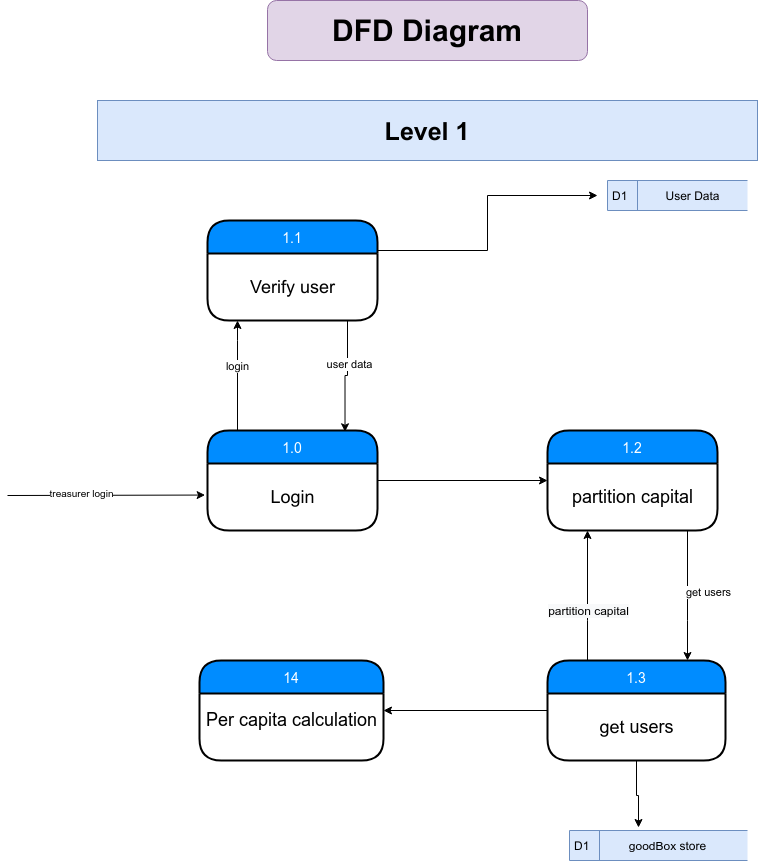 DFD Diagram
Level 1
D1
User Data
1.1
Verify user
login
user data
1.0
Login
1.2
partition capital
treasurer login
get users
partition capital
14
Per capita calculation
1.3
get users
D1
goodBox store